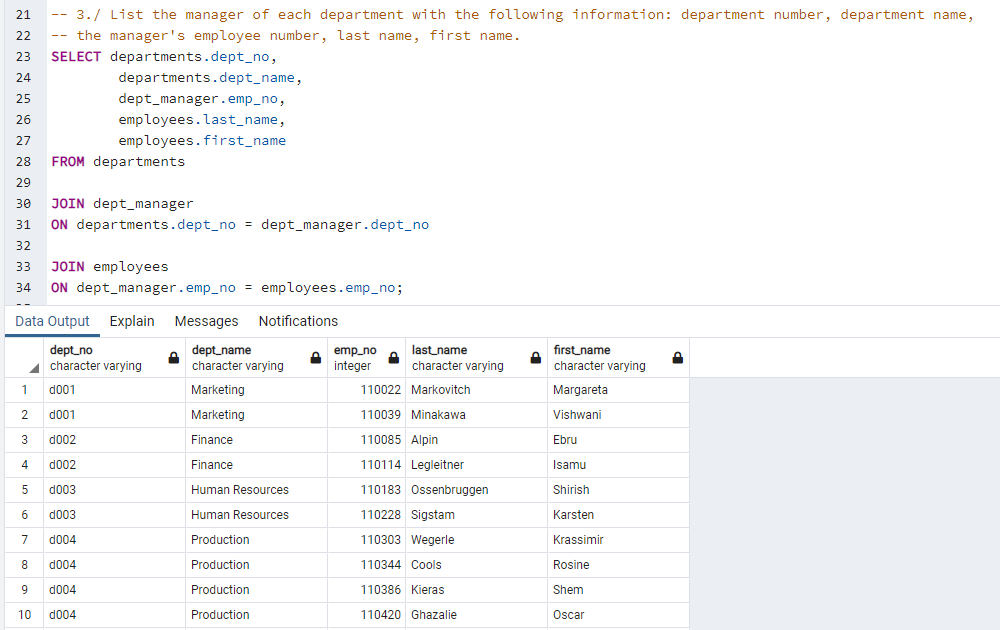 21 -- 3./ List the manager of each department with the following information: department number, department name,
22 -- the manager's employee number, last name, first name.
23 SELECT departments.dept_no,
24 departments.dept_name,
25 dept_manager.emp_no,
26 employees.last_name,
27 employees.first_name
28 FROM departments
29
30 JOIN dept_manager
31 ON departments.dept_no = dept_manager.dept_no
32
33 JOIN employees
34 ON dept_manager.emp_no = employees.emp_no;
Data Output Explain Messages Notifications
dept_no dept_name emp_no last_name first_name
character varying character varying integer character varying character varying
1 d001 Marketing 110022 Markovitch Margareta
2 d001 Marketing 110039 Minakawa Vishwani
3 d002 Finance 110085 Alpin Ebru
4 d002 Finance 110114 Legleitner Isamu
5 d003 Human Resources 110183 Ossenbruggen Shirish
6 d003 Human Resources 110228 Sigstam Karsten
7 d004 Production 110303 Wegerle Krassimir
8 d004 Production 110344 Cools Rosine
9 d004 Production 110386 Kieras Shem
10 d004 Production 110420 Ghazalie Oscar